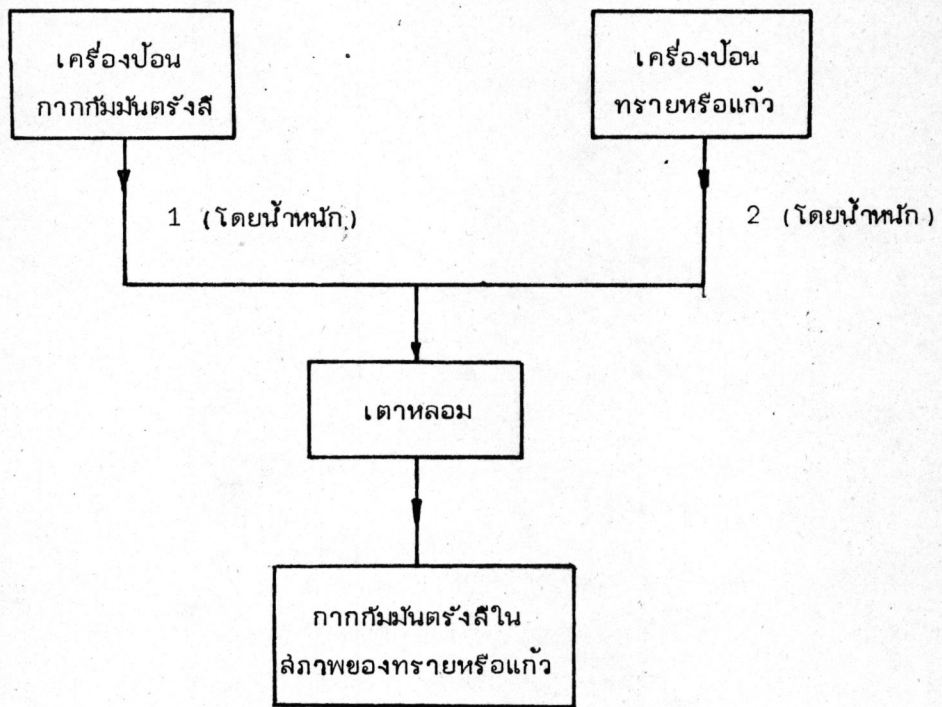 เครื่องป้อน
กากกัมมันตรังสี
เครื่องป้อน
ทรายหรือแก้ว
1 (โดยน้ำหนัก)
2 (โดยน้ำหนัก)
เตาหลอม
กากกัมมันตรังสีใน
สภาพของทรายหรือแก้ว